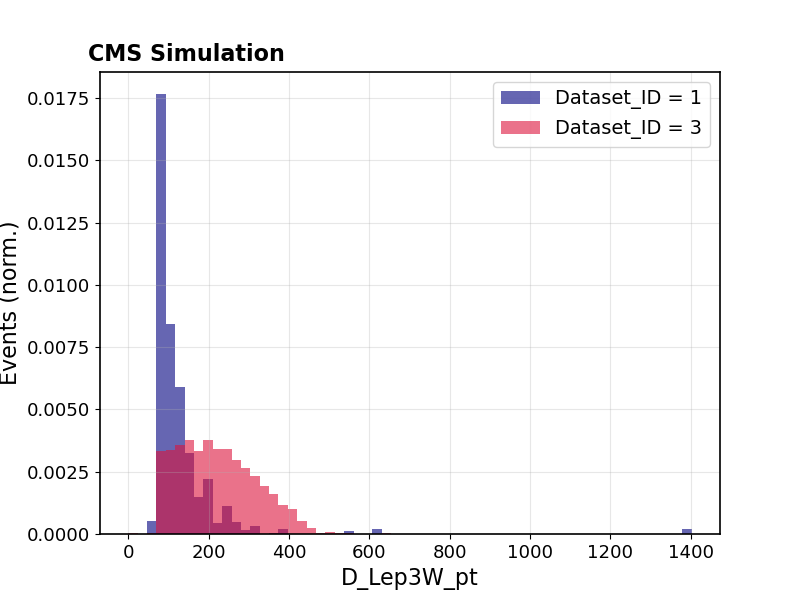 CMS Simulation
Dataset_ID = 1
Dataset_ID = 3
Events (norm.)
0.0175
0.0150
0.0125
0.0100
0.0075
0.0050
0.0025
0.0000
0 200 400 600 800 1000 1200 1400
D_Lep3W_pt